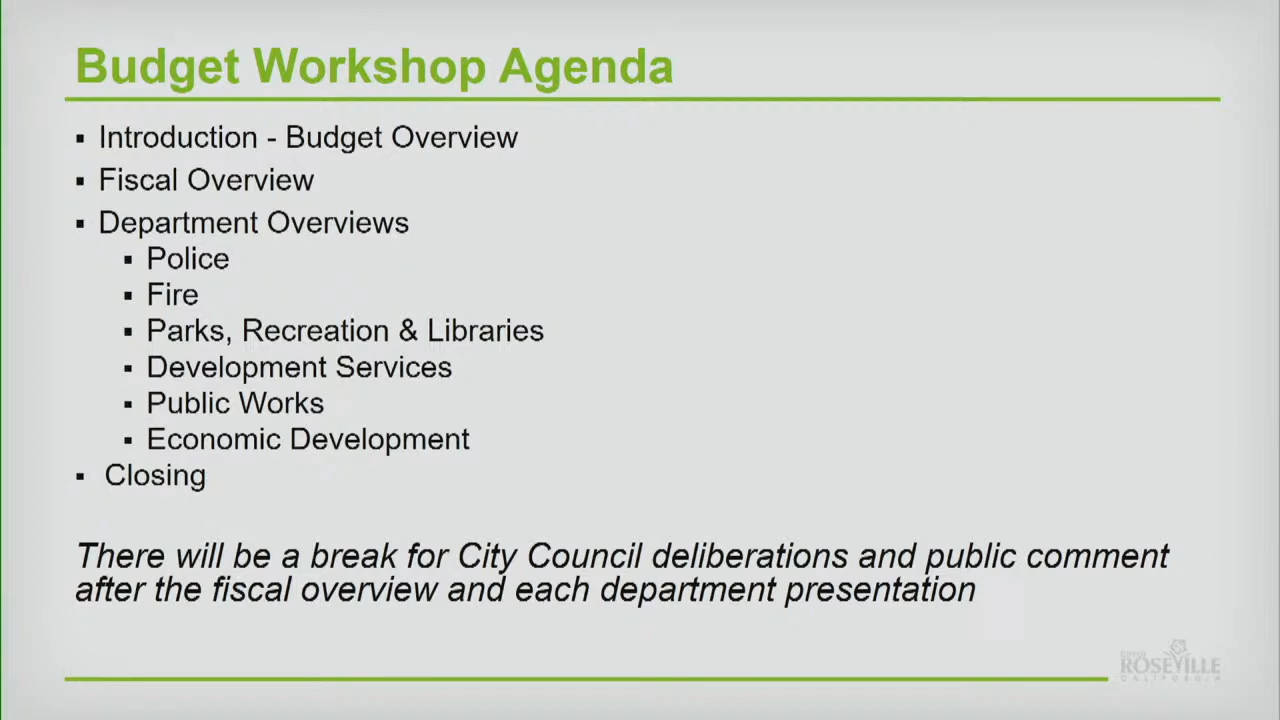 Budget Workshop Agenda
▪ Introduction - Budget Overview
▪ Fiscal Overview
▪ Department Overviews
▪ Police
▪ Fire
▪ Parks, Recreation & Libraries
▪ Development Services
▪ Public Works
▪ Economic Development
▪ Closing
There will be a break for City Council deliberations and public comment
after the fiscal overview and each department presentation
CITY OF
ROSEVILLE
CALIFORNIA